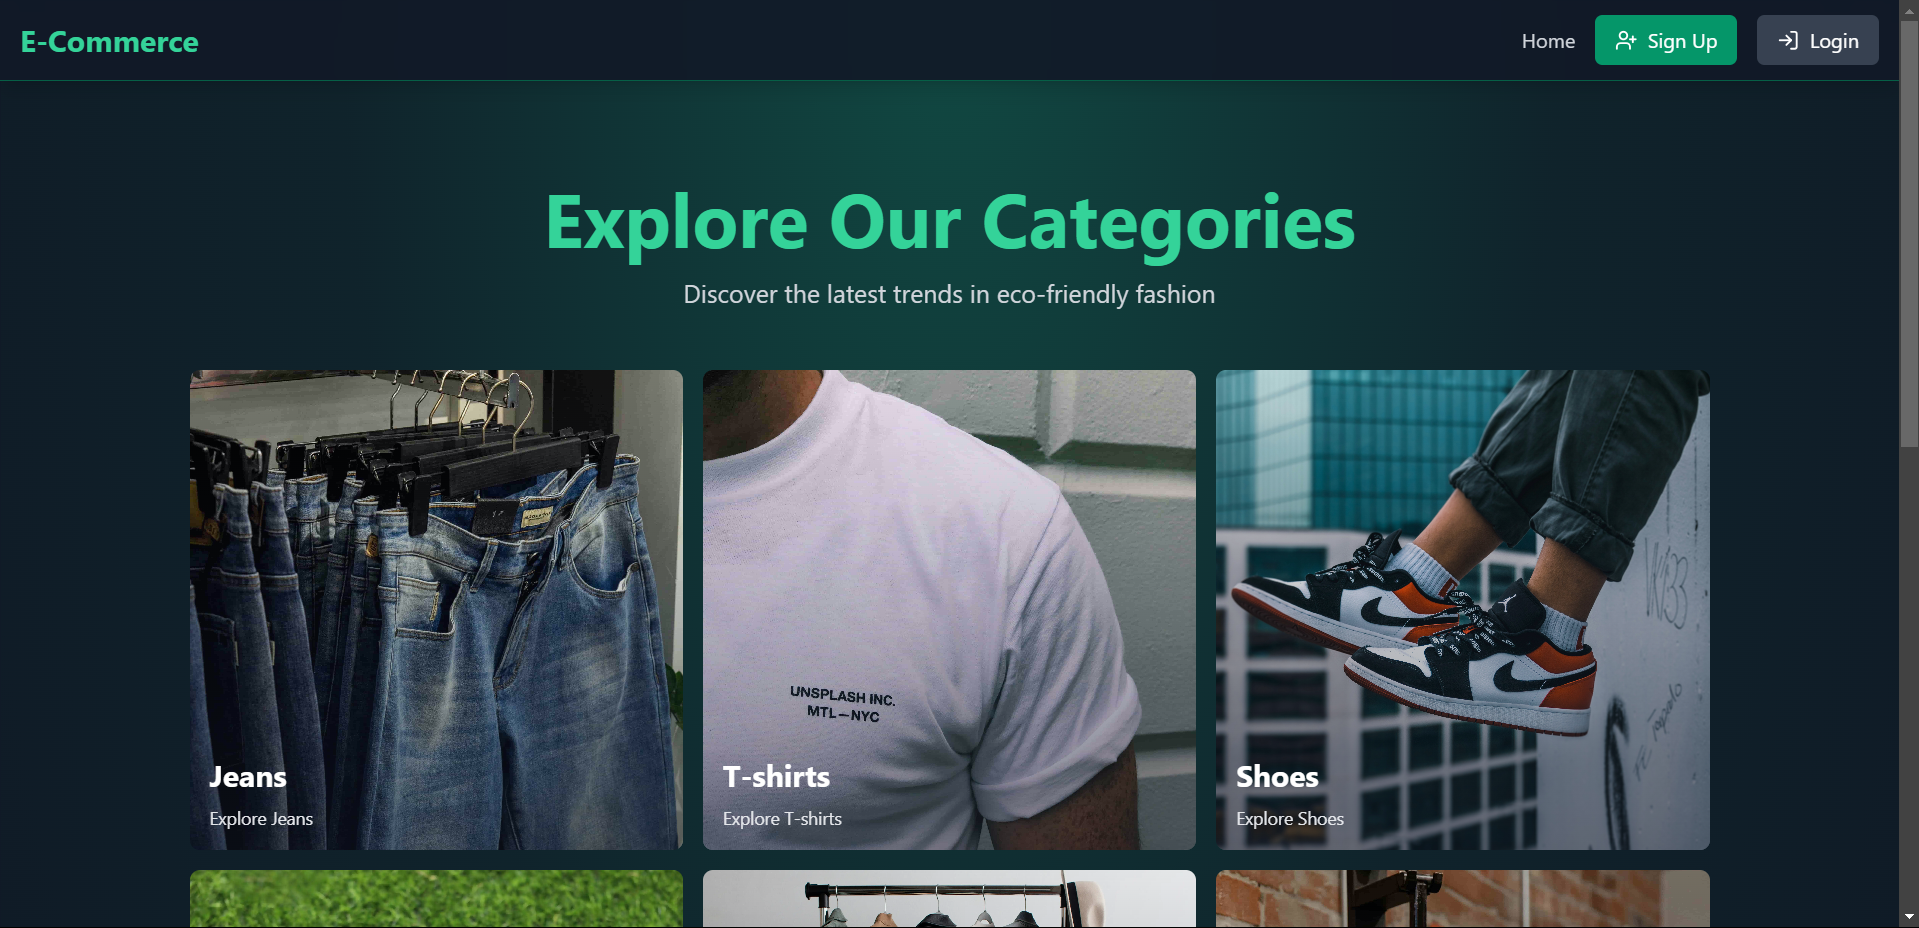 E-Commerce
Home
Sign Up
Login
Explore Our Categories
Discover the latest trends in eco-friendly fashion
UNSPLASH INC.
MTL—NYC
Jeans
Explore Jeans
T-shirts
Explore T-shirts
Shoes
Explore Shoes